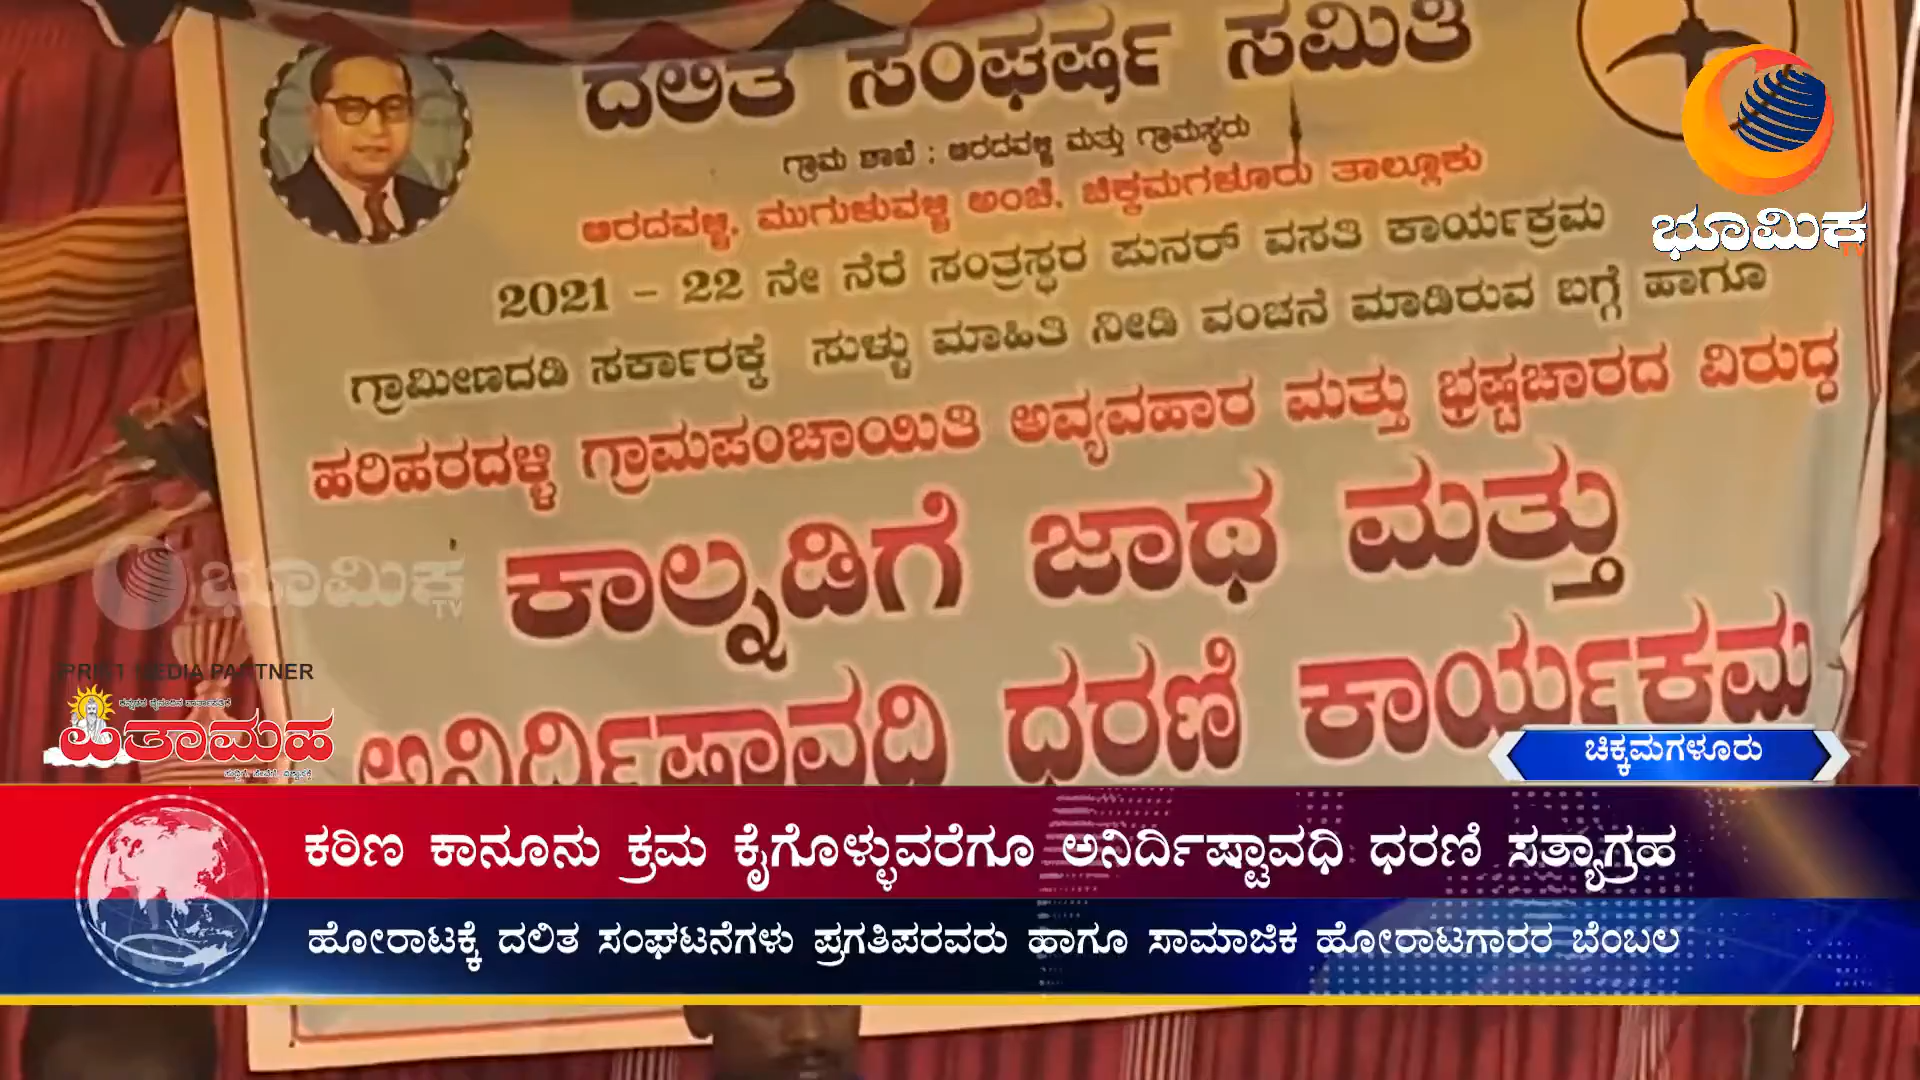 ದಲಿತ ಸಂಘರ್ಷ ಸಮಿತಿ
ಗ್ರಾಮ ಶಾಖೆ : ಆರದವಳ್ಳಿ ಮತ್ತು ಗ್ರಾಮಸ್ಥರು
ಆರದವಳ್ಳಿ, ಮುಗುಳುವಳ್ಳಿ ಅಂಚೆ, ಚಿಕ್ಕಮಗಳೂರು ತಾಲ್ಲೂಕು
2021 - 22 ನೇ ನೆರೆ ಸಂತ್ರಸ್ಥರ ಪುನರ್ ವಸತಿ ಕಾರ್ಯಕ್ರಮ
ಗ್ರಾಮೀಣದಡಿ ಸರ್ಕಾರಕ್ಕೆ ಸುಳ್ಳು ಮಾಹಿತಿ ನೀಡಿ ವಂಚನೆ ಮಾಡಿರುವ ಬಗ್ಗೆ ಹಾಗೂ
ಹರಿಹರದಳ್ಳಿ ಗ್ರಾಮಪಂಚಾಯಿತಿ ಅವ್ಯವಹಾರ ಮತ್ತು ಭ್ರಷ್ಟಚಾರದ ವಿರುದ್ಧ
ಕಾಲ್ನಡಿಗೆ ಜಾಥ ಮತ್ತು
ಅನಿರ್ದಿಷಾವಧಿ ಧರಣಿ ಕಾರ್ಯಕ್ರಮ
ಭೂಮಿಕ TV
ಭೂಮಿಕ TV
PRINT MEDIA PARTNER
ಪಿತಾಮಹ
ಚಿಕ್ಕಮಗಳೂರು
ಕಠಿಣ ಕಾನೂನು ಕ್ರಮ ಕೈಗೊಳ್ಳುವರೆಗೂ ಅನಿರ್ದಿಷ್ಟಾವಧಿ ಧರಣಿ ಸತ್ಯಾಗ್ರಹ
ಹೋರಾಟಕ್ಕೆ ದಲಿತ ಸಂಘಟನೆಗಳು ಪ್ರಗತಿಪರವರು ಹಾಗೂ ಸಾಮಾಜಿಕ ಹೋರಾಟಗಾರರ ಬೆಂಬಲ